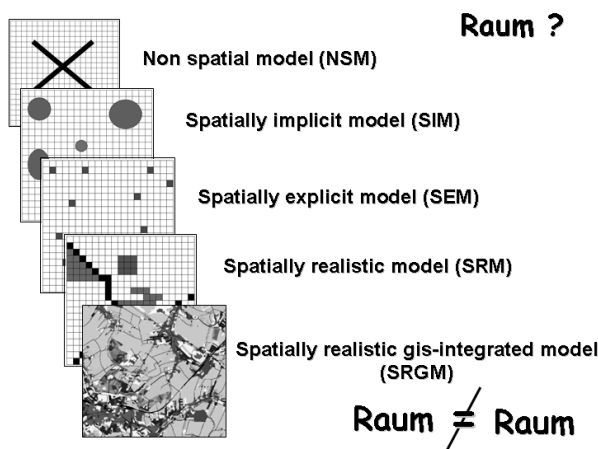 Raum ?
Non spatial model (NSM)
Spatially implicit model (SIM)
Spatially explicit model (SEM)
Spatially realistic model (SRM)
Spatially realistic gis-integrated model
(SRGM)
Raum ≠ Raum